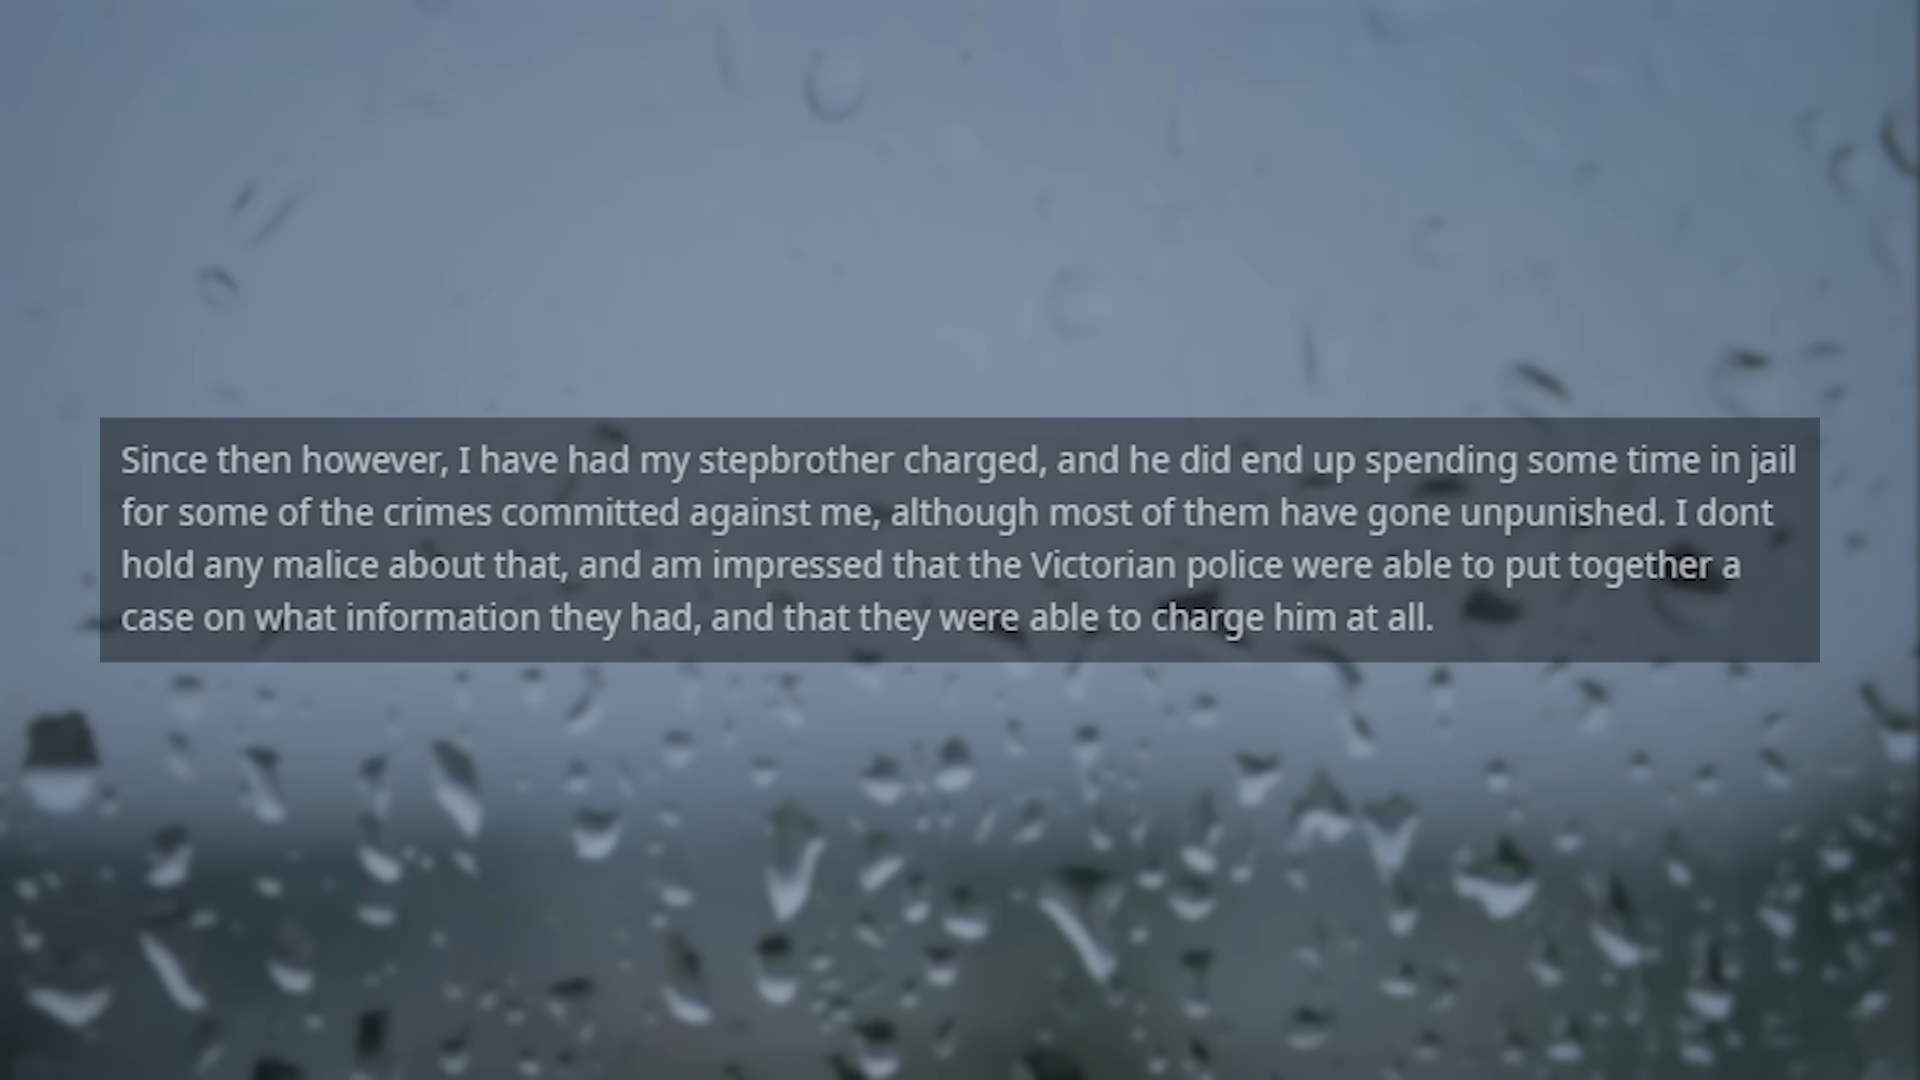 Since then however, I have had my stepbrother charged, and he did end up spending some time in jail
for some of the crimes committed against me, although most of them have gone unpunished. I dont
hold any malice about that, and am impressed that the Victorian police were able to put together a
case on what information they had, and that they were able to charge him at all.